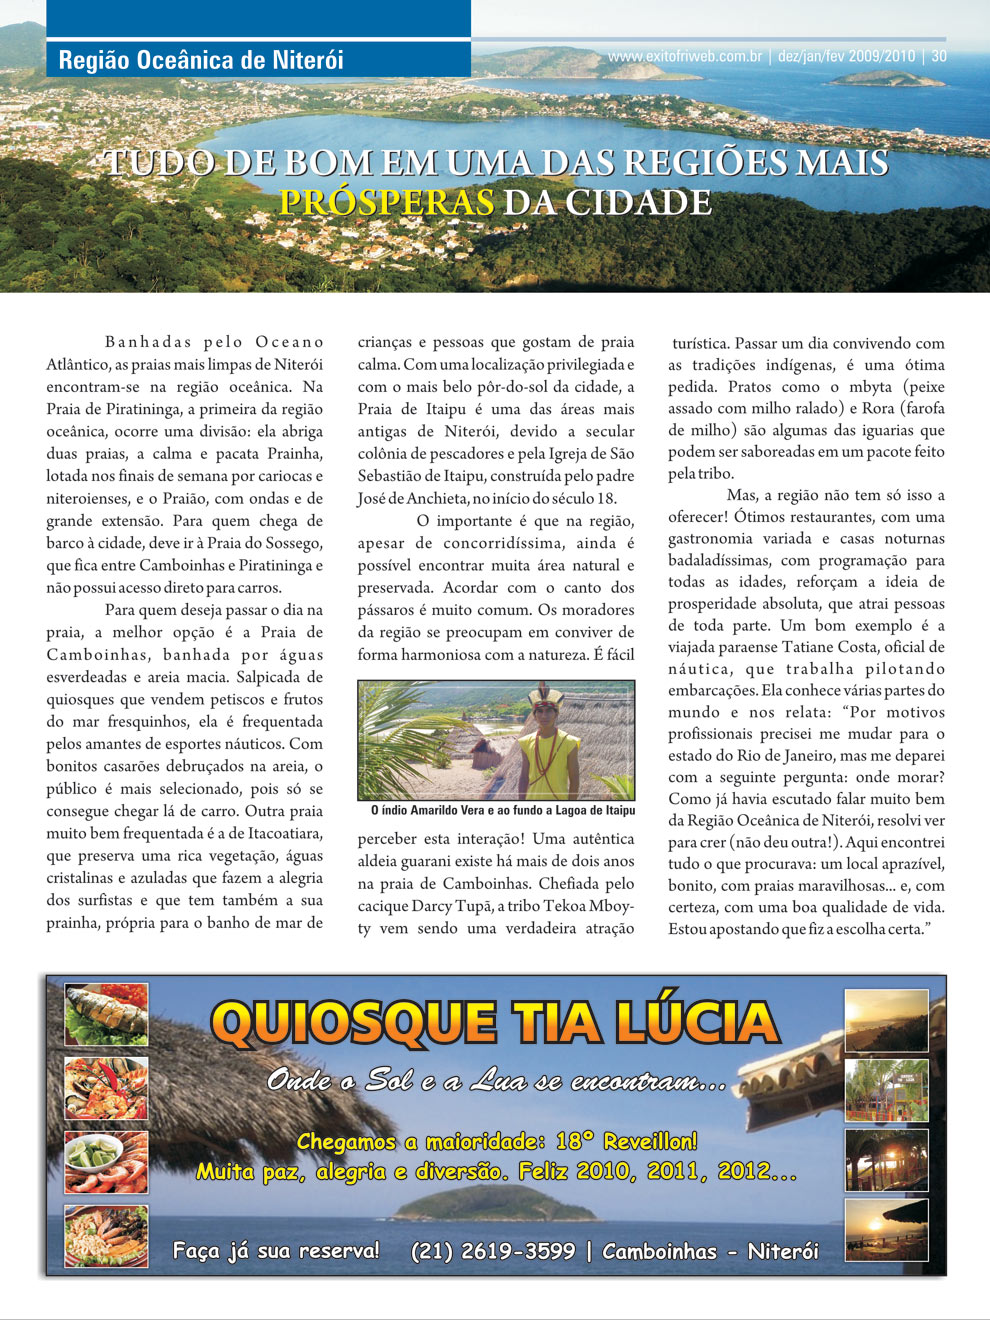 Região Oceânica de Niterói
www.exitofriweb.com.br | dez/jan/fev 2009/2010 | 30
TUDO DE BOM EM UMA DAS REGIÕES MAIS
PRÓSPERAS DA CIDADE
Banhadas pelo Oceano
Atlântico, as praias mais limpas de Niterói
encontram-se na região oceânica. Na
Praia de Piratininga, a primeira da região
oceânica, ocorre uma divisão: ela abriga
duas praias, a calma e pacata Prainha,
lotada nos finais de semana por cariocas e
niteroienses, e o Praião, com ondas e de
grande extensão. Para quem chega de
barco à cidade, deve ir à Praia do Sossego,
que fica entre Camboinhas e Piratininga e
não possui acesso direto para carros.
Para quem deseja passar o dia na
praia, a melhor opção é a Praia de
Camboinhas, banhada por águas
esverdeadas e areia macia. Salpicada de
quiosques que vendem petiscos e frutos
do mar fresquinhos, ela é frequentada
pelos amantes de esportes náuticos. Com
bonitos casarões debruçados na areia, o
público é mais selecionado, pois só se
consegue chegar lá de carro. Outra praia
muito bem frequentada é a de Itacoatiara,
que preserva uma rica vegetação, águas
cristalinas e azuladas que fazem a alegria
dos surfistas e que tem também a sua
prainha, própria para o banho de mar de
crianças e pessoas que gostam de praia
calma. Com uma localização privilegiada e
com o mais belo pôr-do-sol da cidade, a
Praia de Itaipu é uma das áreas mais
antigas de Niterói, devido a secular
colônia de pescadores e pela Igreja de São
Sebastião de Itaipu, construída pelo padre
José de Anchieta, no início do século 18.
O importante é que na região,
apesar de concorridíssima, ainda é
possível encontrar muita área natural e
preservada. Acordar com o canto dos
pássaros é muito comum. Os moradores
da região se preocupam em conviver de
forma harmoniosa com a natureza. É fácil
O índio Amarildo Vera e ao fundo a Lagoa de Itaipu
perceber esta interação! Uma autêntica
aldeia guarani existe há mais de dois anos
na praia de Camboinhas. Chefiada pelo
cacique Darcy Tupã, a tribo Tekoa Mboy-
ty vem sendo uma verdadeira atração
turística. Passar um dia convivendo com
as tradições indígenas, é uma ótima
pedida. Pratos como o mbyta (peixe
assado com milho ralado) e Rora (farofa
de milho) são algumas das iguarias que
podem ser saboreadas em um pacote feito
pela tribo.
Mas, a região não tem só isso a
oferecer! Ótimos restaurantes, com uma
gastronomia variada e casas noturnas
badaladíssimas, com programação para
todas as idades, reforçam a ideia de
prosperidade absoluta, que atrai pessoas
de toda parte. Um bom exemplo é a
viajada paraense Tatiane Costa, oficial de
náutica, que trabalha pilotando
embarcações. Ela conhece várias partes do
mundo e nos relata: “Por motivos
profissionais precisei me mudar para o
estado do Rio de Janeiro, mas me deparei
com a seguinte pergunta: onde morar?
Como já havia escutado falar muito bem
da Região Oceânica de Niterói, resolvi ver
para crer (não deu outra!). Aqui encontrei
tudo o que procurava: um local aprazível,
bonito, com praias maravilhosas... e, com
certeza, com uma boa qualidade de vida.
Estou apostando que fiz a escolha certa.”
QUIOSQUE TIA LÚCIA
Onde o Sol e a Lua se encontram...
Chegamos a maioridade: 18º Reveillon!
Muita paz, alegria e diversão. Feliz 2010, 2011, 2012...
Faça já sua reserva! (21) 2619-3599 | Camboinhas - Niterói